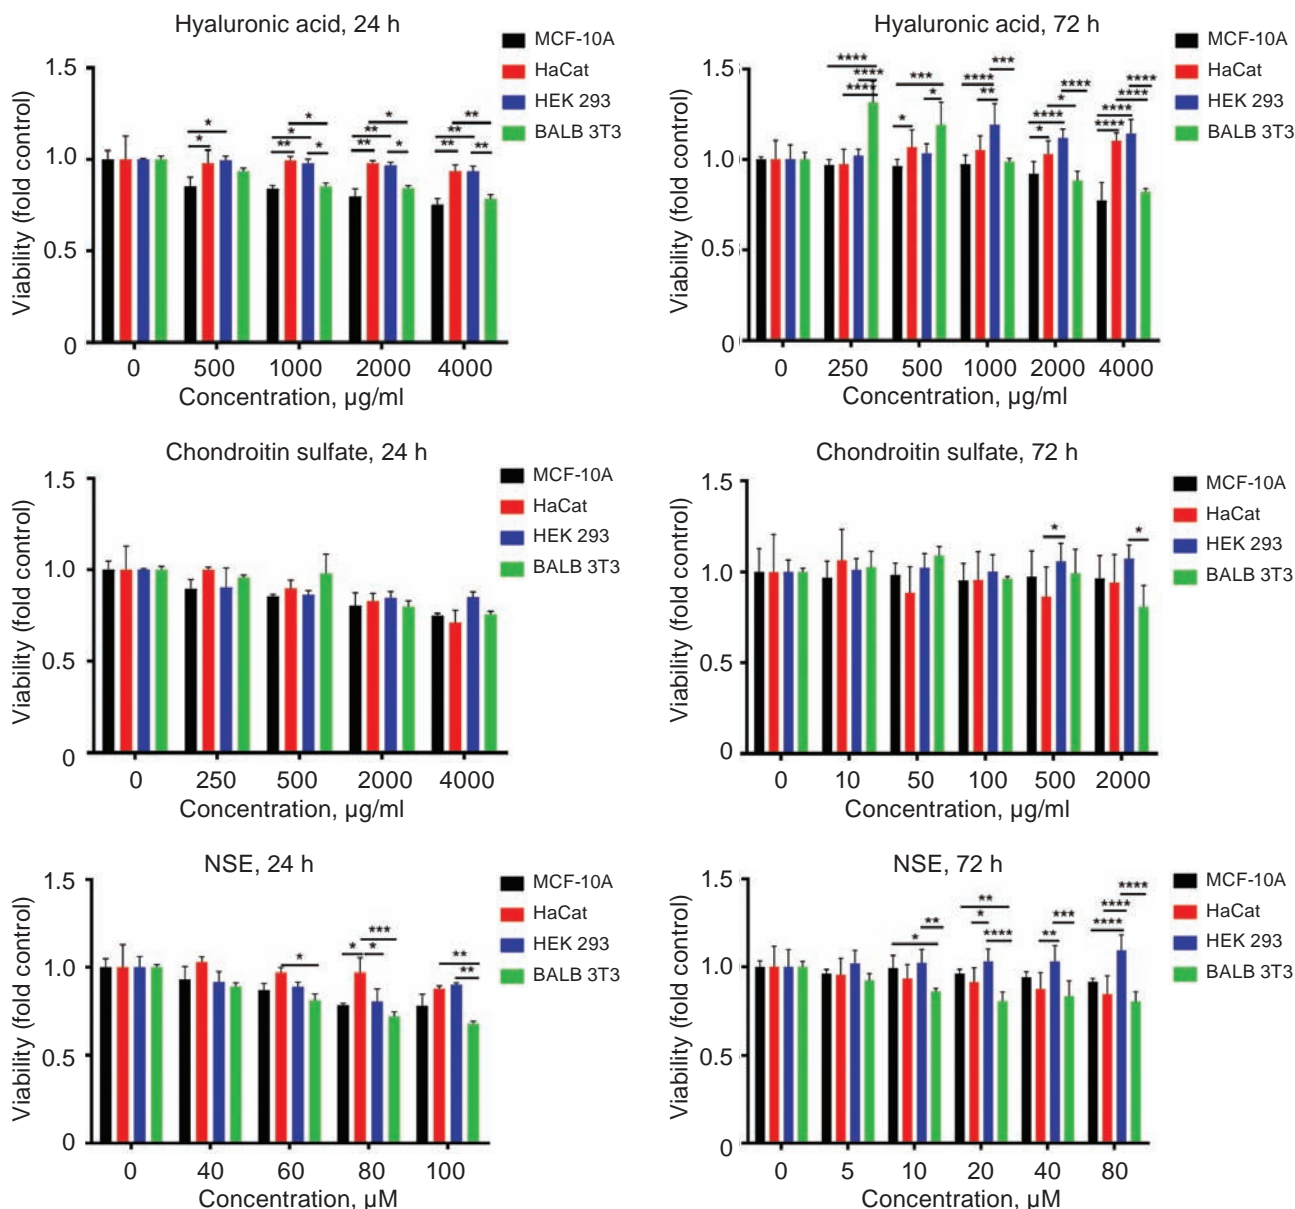 Hyaluronic acid, 24 h
MCF-10A
HaCat
HEK 293
BALB 3T3
Viability (fold control)
1.5
1.0
0.5
0
* * ** * * * ** ** * * ** ** ** **
0 500 1000 2000 4000
Concentration, µg/ml
Hyaluronic acid, 72 h
MCF-10A
HaCat
HEK 293
BALB 3T3
Viability (fold control)
1.5
1.0
0.5
0
**** **** **** *** * * *** **** ** **** * **** * **** **** **** ****
0 250 500 1000 2000 4000
Concentration, µg/ml
Chondroitin sulfate, 24 h
MCF-10A
HaCat
HEK 293
BALB 3T3
Viability (fold control)
1.5
1.0
0.5
0
0 250 500 2000 4000
Concentration, µg/ml
Chondroitin sulfate, 72 h
MCF-10A
HaCat
HEK 293
BALB 3T3
Viability (fold control)
1.5
1.0
0.5
0
* *
0 10 50 100 500 2000
Concentration, µg/ml
NSE, 24 h
MCF-10A
HaCat
HEK 293
BALB 3T3
Viability (fold control)
1.5
1.0
0.5
0
* *** * * ** **
0 40 60 80 100
Concentration, µM
NSE, 72 h
MCF-10A
HaCat
HEK 293
BALB 3T3
Viability (fold control)
1.5
1.0
0.5
0
** * ** * **** *** ** **** **** ****
0 5 10 20 40 80
Concentration, µM